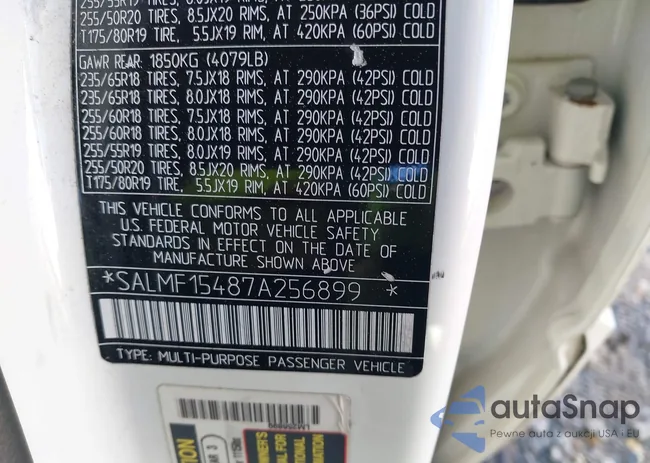 255/55R19 TIRES, 8.0JX19 RIMS,
255/50R20 TIRES, 8.5JX20 RIMS, AT 250KPA (36PSI) COLD
T175/80R19 TIRE, 5.5JX19 RIM, AT 420KPA (60PSI) COLD
GAWR REAR: 1850KG (4079LB)
235/65R18 TIRES, 7.5JX18 RIMS, AT 290KPA (42PSI) COLD
235/65R18 TIRES, 8.0JX18 RIMS, AT 290KPA (42PSI) COLD
255/60R18 TIRES, 7.5JX18 RIMS, AT 290KPA (42PSI) COLD
255/60R18 TIRES, 8.0JX18 RIMS, AT 290KPA (42PSI) COLD
255/55R19 TIRES, 8.0JX19 RIMS, AT 290KPA (42PSI) COLD
255/50R20 TIRES, 8.5JX20 RIMS, AT 290KPA (42PSI) COLD
T175/80R19 TIRE, 5.5JX19 RIM, AT 420KPA (60PSI) COLD
THIS VEHICLE CONFORMS TO ALL APPLICABLE
U.S. FEDERAL MOTOR VEHICLE SAFETY
STANDARDS IN EFFECT ON THE DATE OF
MANUFACTURE SHOWN ABOVE
*SALMF15487A256899 *
TYPE: MULTI-PURPOSE PASSENGER VEHICLE
autaSnap
Pewne auta z aukcji USA • EU